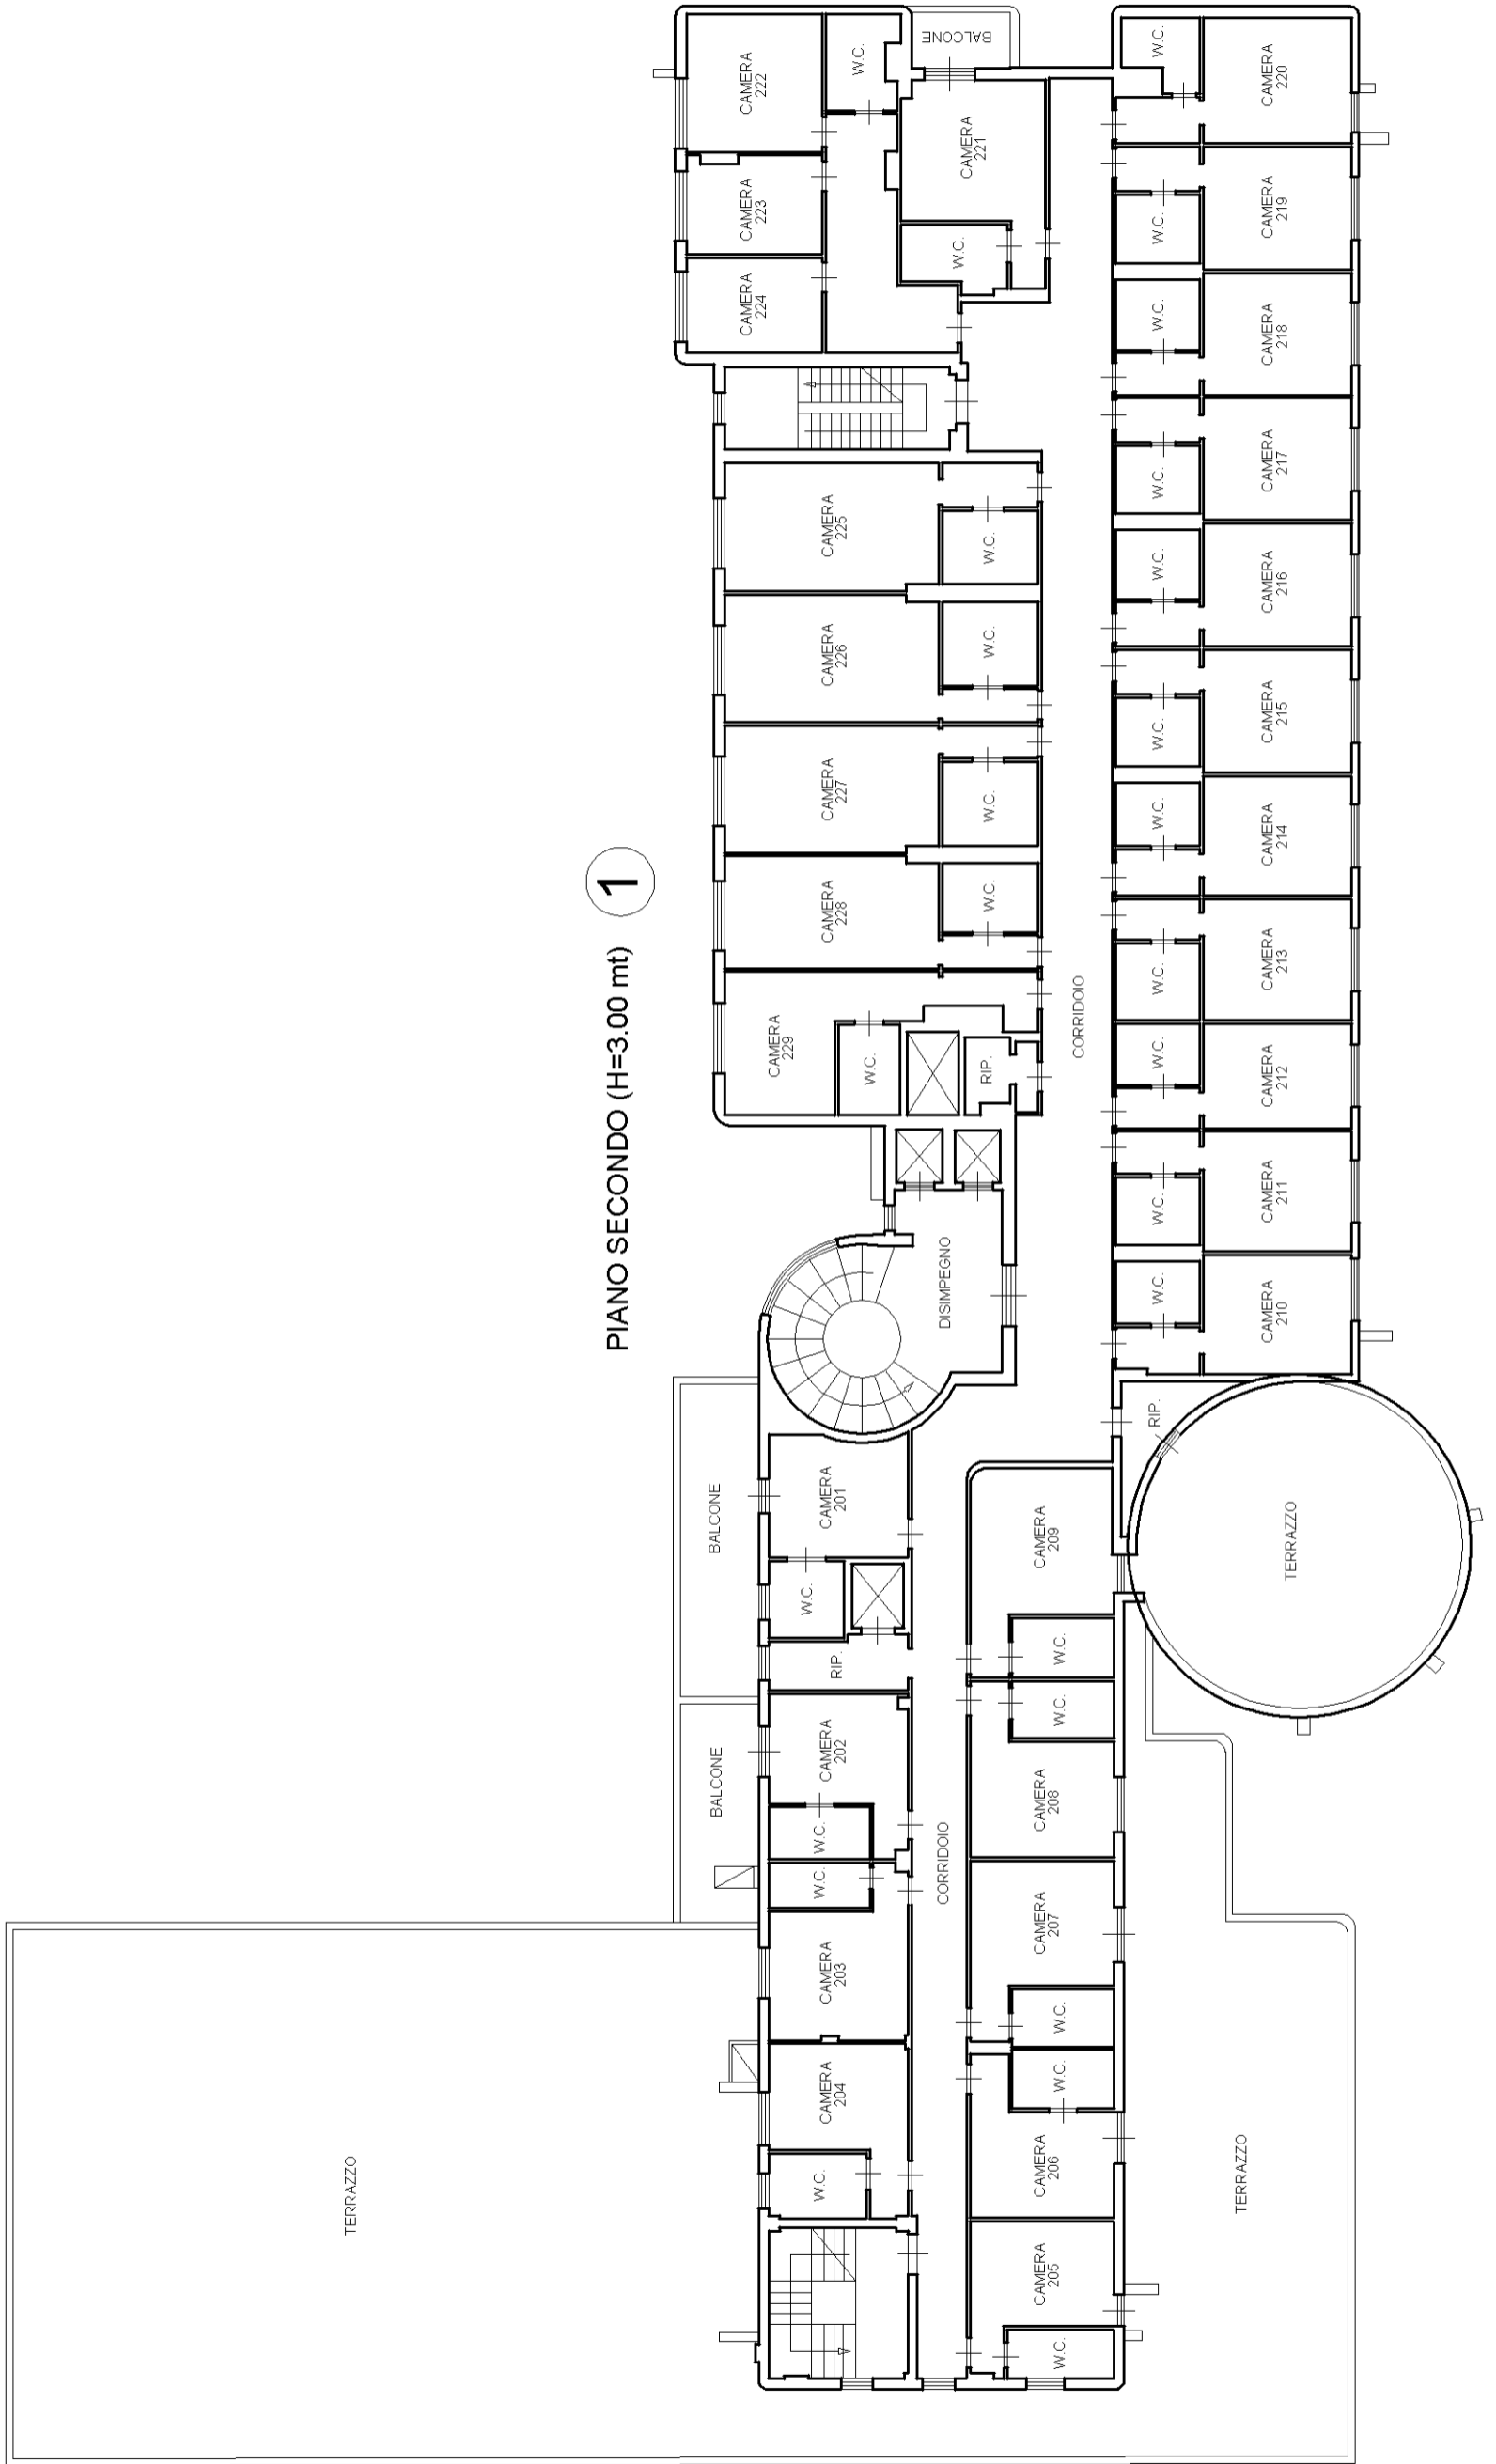 PIANO SECONDO (H=3.00 mt)
1
TERRAZZO
BALCONE
BALCONE
W.C.
CAMERA
204
CAMERA
203
W.C.
W.C.
CAMERA
202
RIP.
W.C.
CAMERA
201
DISIMPEGNO
CAMERA
229
W.C.
RIP.
CAMERA
228
W.C.
CAMERA
227
W.C.
CAMERA
226
W.C.
CAMERA
225
W.C.
CAMERA
224
CAMERA
223
CAMERA
222
W.C.
W.C.
CAMERA
221
BALCONE
CORRIDOIO
CORRIDOIO
W.C.
CAMERA
205
CAMERA
206
W.C.
W.C.
CAMERA
207
CAMERA
208
W.C.
W.C.
CAMERA
209
RIP.
W.C.
CAMERA
210
W.C.
CAMERA
211
W.C.
CAMERA
212
W.C.
CAMERA
213
W.C.
CAMERA
214
W.C.
CAMERA
215
W.C.
CAMERA
216
W.C.
CAMERA
217
W.C.
CAMERA
218
W.C.
CAMERA
219
W.C.
CAMERA
220
TERRAZZO
TERRAZZO